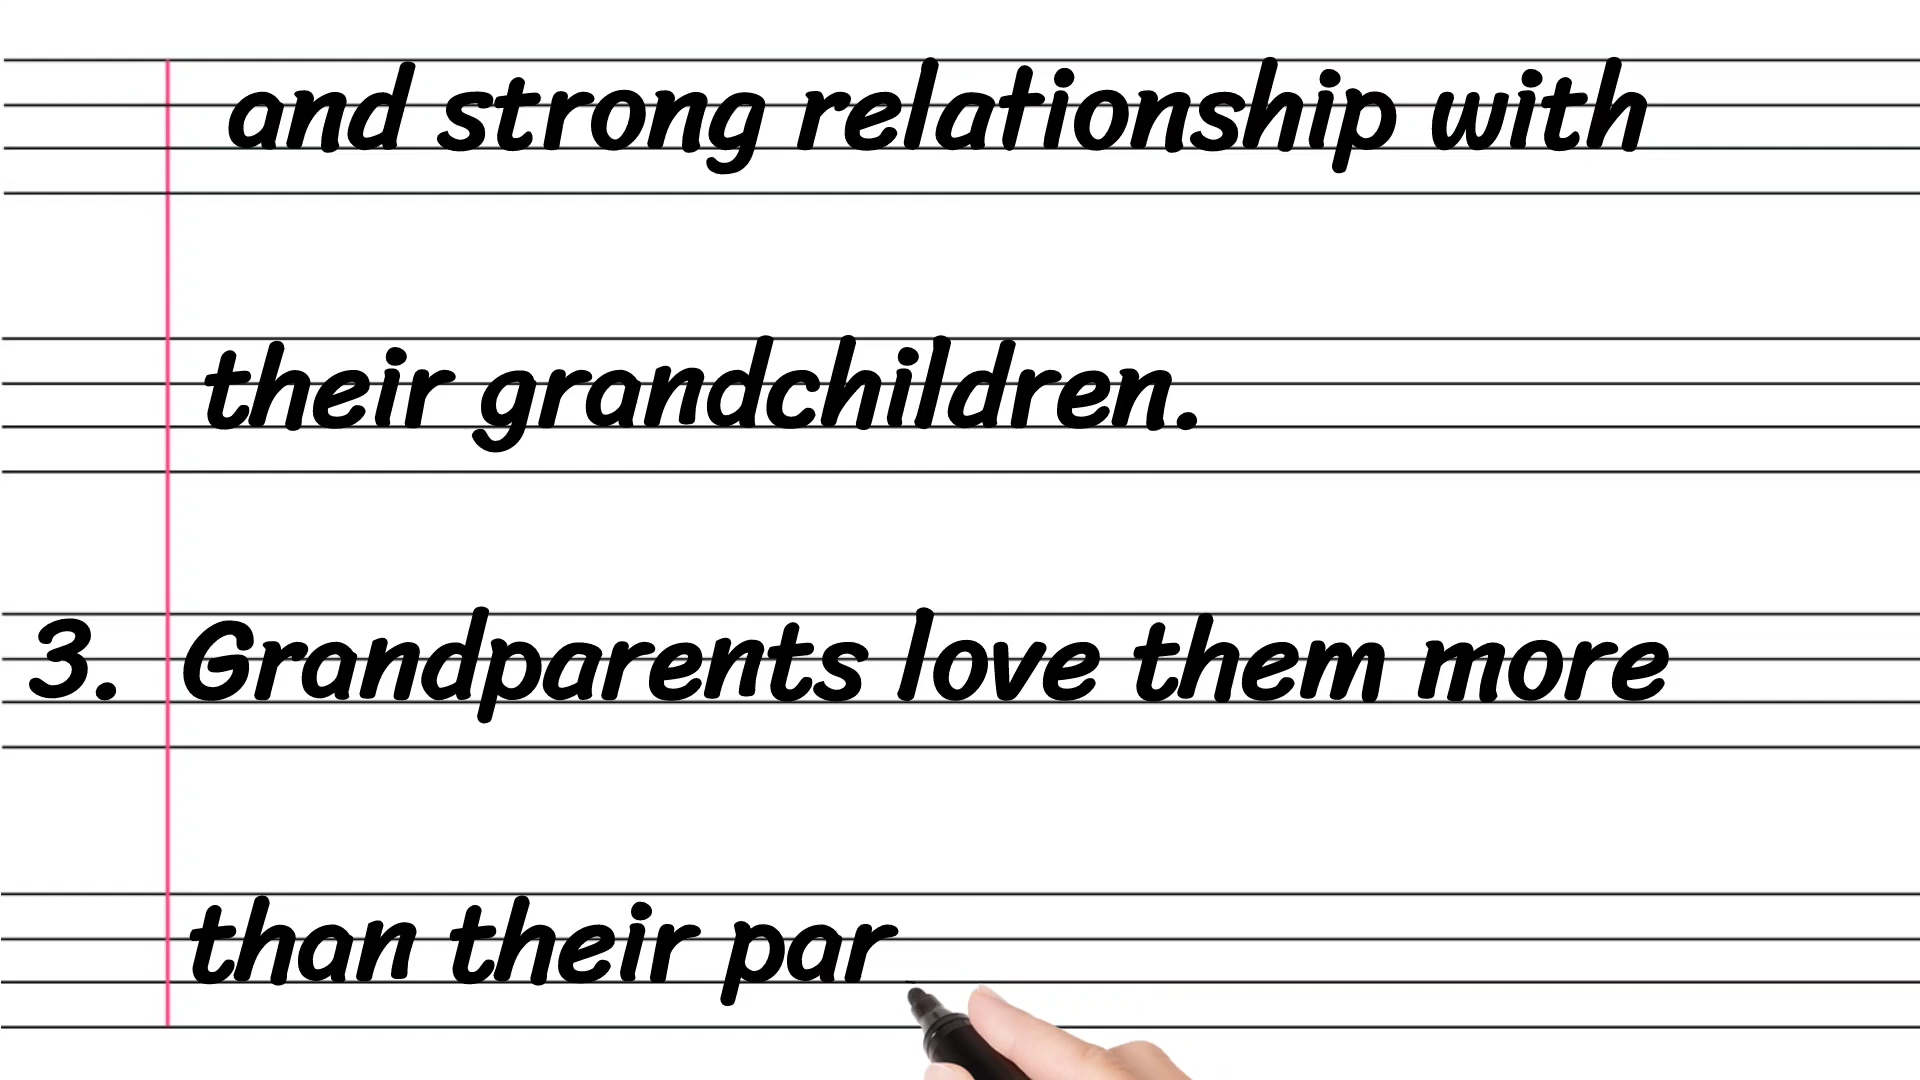 and strong relationship with
their grandchildren.
3. Grandparents love them more
than their par